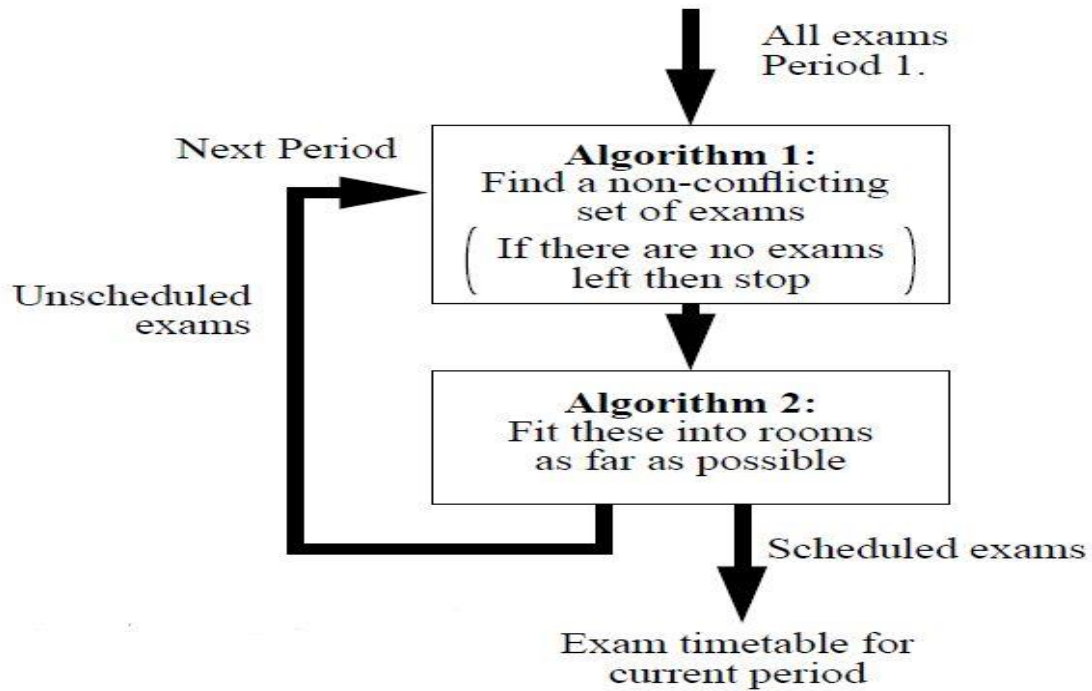 All exams
Period 1.
Next Period
Algorithm 1:
Find a non-conflicting
set of exams
( If there are no exams
left then stop )
Unscheduled
exams
Algorithm 2:
Fit these into rooms
as far as possible
Scheduled exams
Exam timetable for
current period